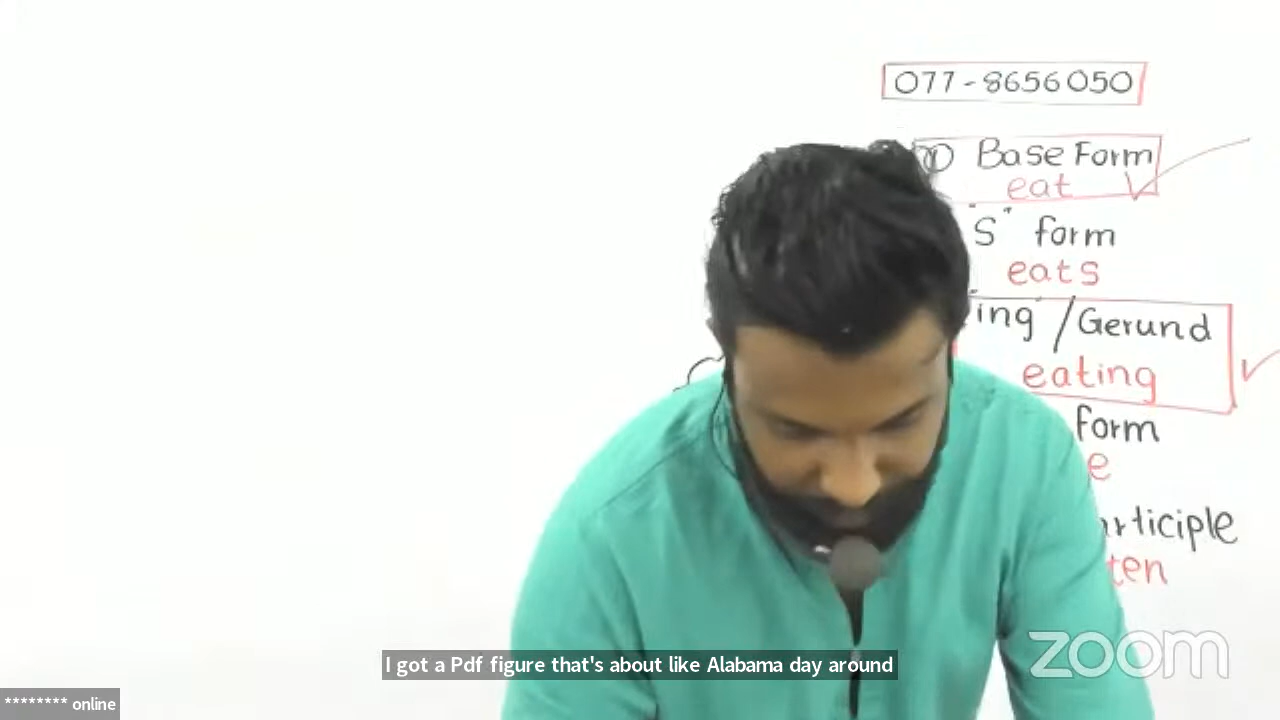 077-8656050
① Base Form
eat
"S" form
eats
ing" / Gerund
eating
form
e
rticiple
ten
zoom
I got a Pdf figure that's about like Alabama day around
******** online